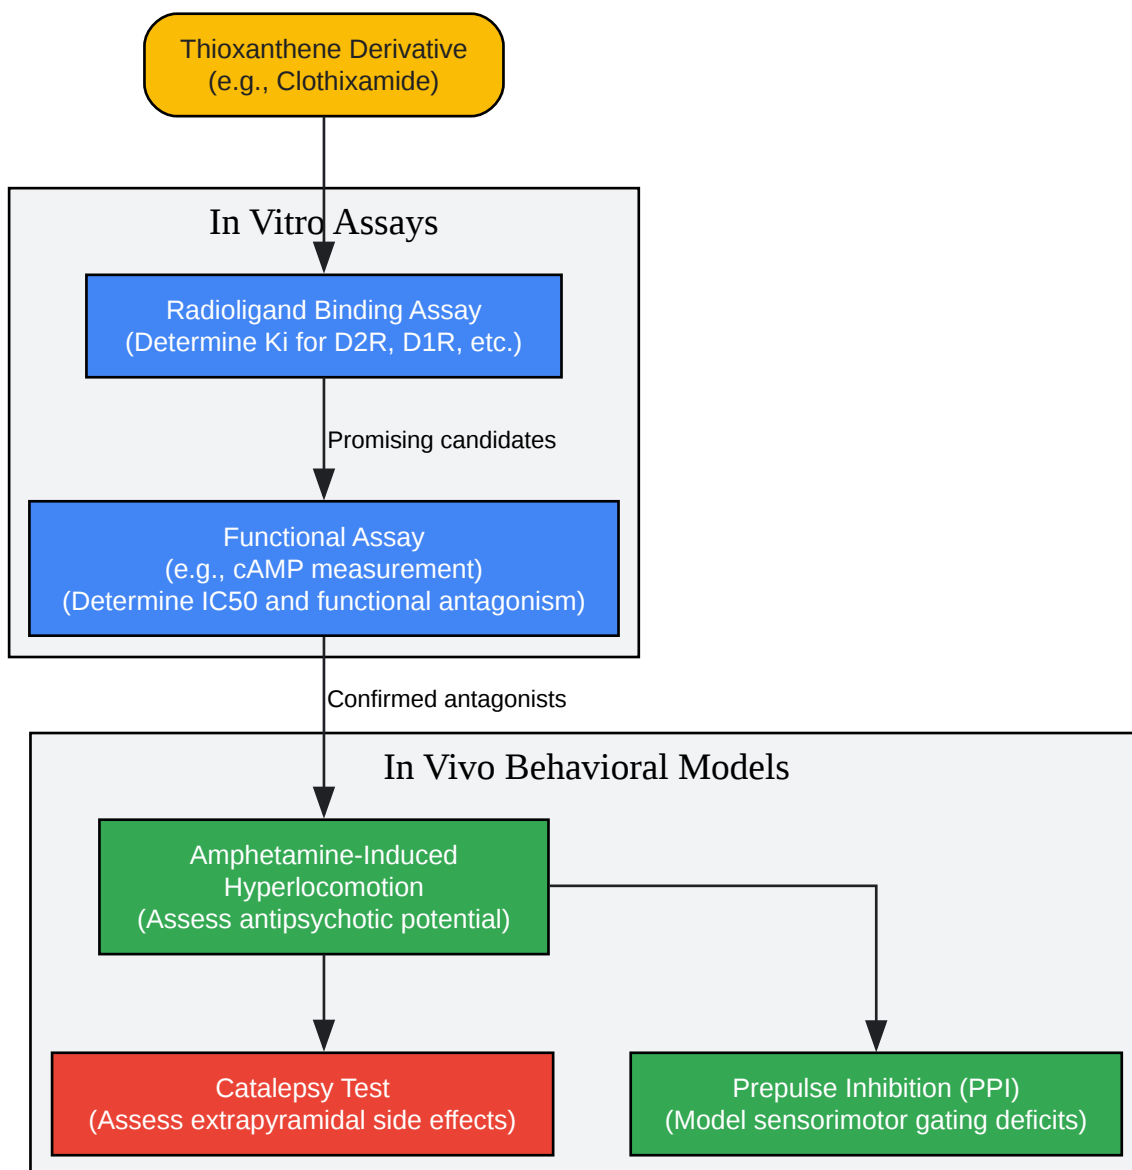 Thioxanthene Derivative
(e.g., Clothixamide)
In Vitro Assays
Radioligand Binding Assay
(Determine Ki for D2R, D1R, etc.)
Promising candidates
Functional Assay
(e.g., cAMP measurement)
(Determine IC50 and functional antagonism)
Confirmed antagonists
In Vivo Behavioral Models
Amphetamine-Induced
Hyperlocomotion
(Assess antipsychotic potential)
Catalepsy Test
(Assess extrapyramidal side effects)
Prepulse Inhibition (PPI)
(Model sensorimotor gating deficits)